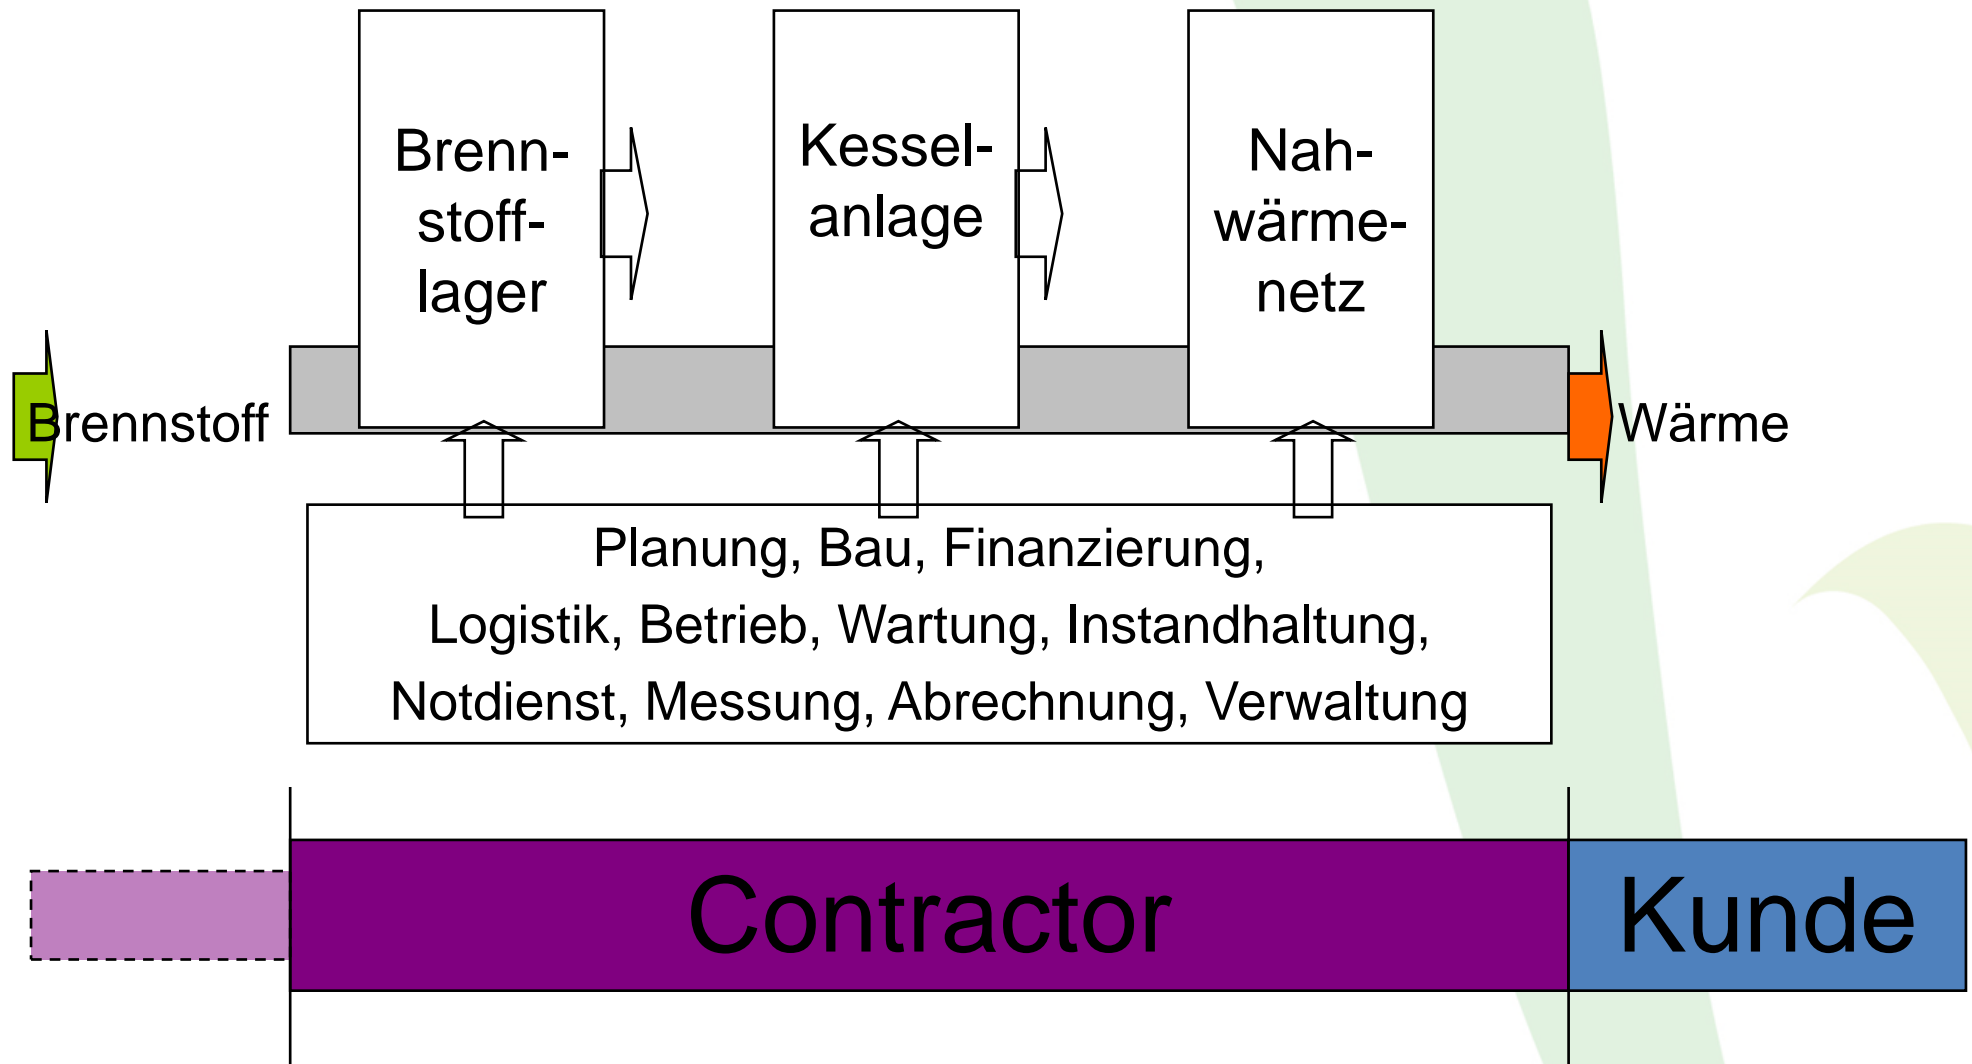 Brenn-
stoff-
lager
Kessel-
anlage
Nah-
wärme-
netz
Brennstoff
Wärme
Planung, Bau, Finanzierung,
Logistik, Betrieb, Wartung, Instandhaltung,
Notdienst, Messung, Abrechnung, Verwaltung
Contractor
Kunde